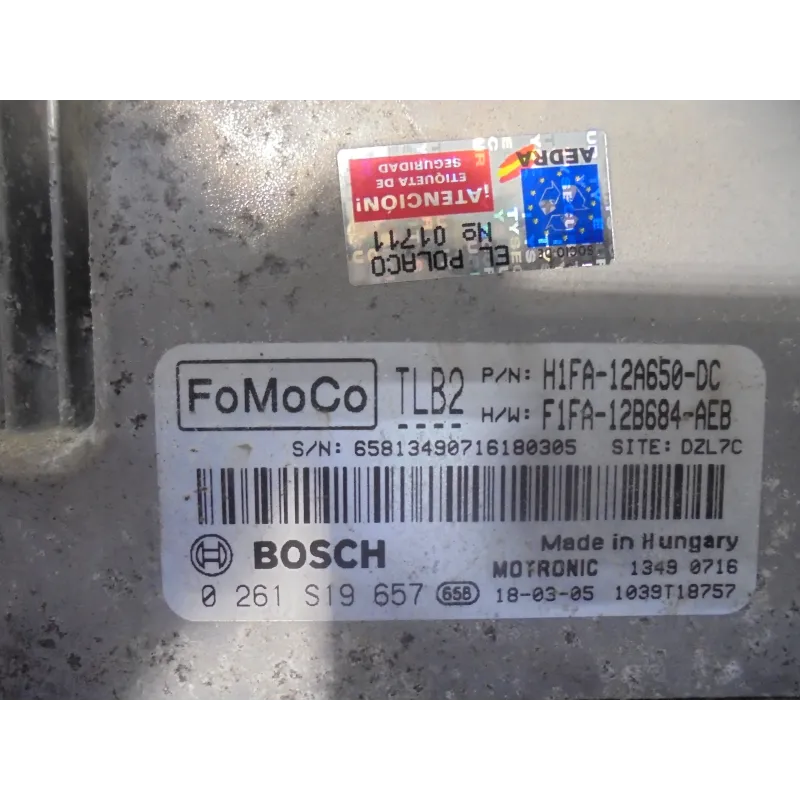 AEDRA
¡ATENCIÓN!
ETIQUETA DE
SEGURIDAD
EL POLACO
Nº 01711
FoMoCo TLB2 P/N: H1FA-12A650-DC
H/W: F1FA-12B684-AEB
S/N: 65813490716180305 SITE: DZL7C
BOSCH Made in Hungary
MOTRONIC 1349 0716
0 261 S19 657 658 18-03-05 1039T18757